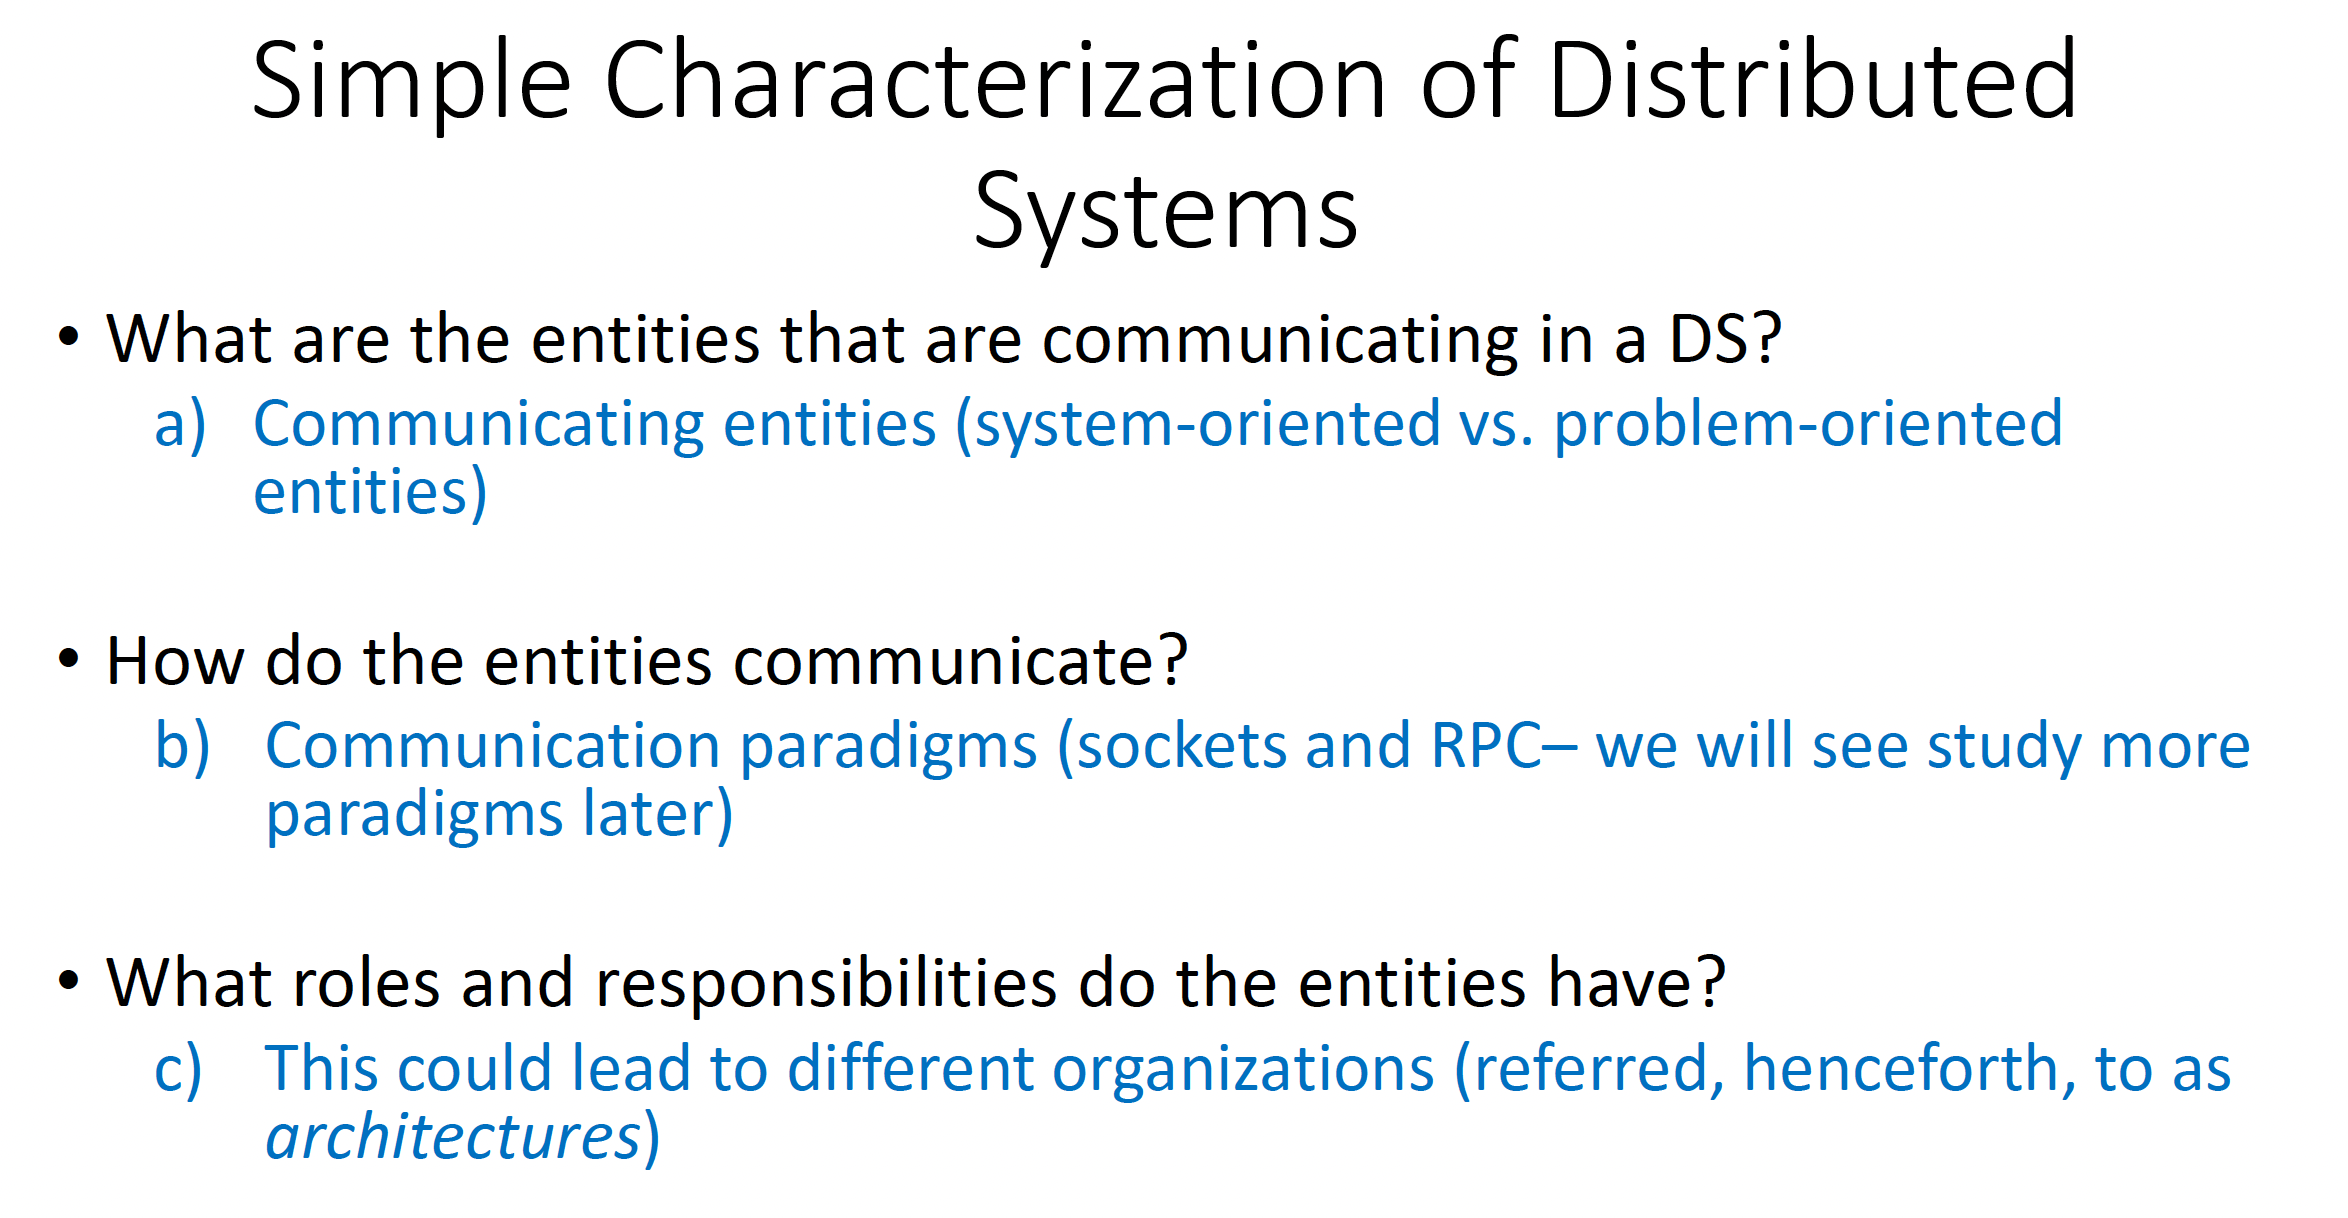 Simple Characterization of Distributed
Systems
• What are the entities that are communicating in a DS?
a) Communicating entities (system-oriented vs. problem-oriented
entities)
• How do the entities communicate?
b) Communication paradigms (sockets and RPC– we will see study more
paradigms later)
• What roles and responsibilities do the entities have?
c) This could lead to different organizations (referred, henceforth, to as
architectures)